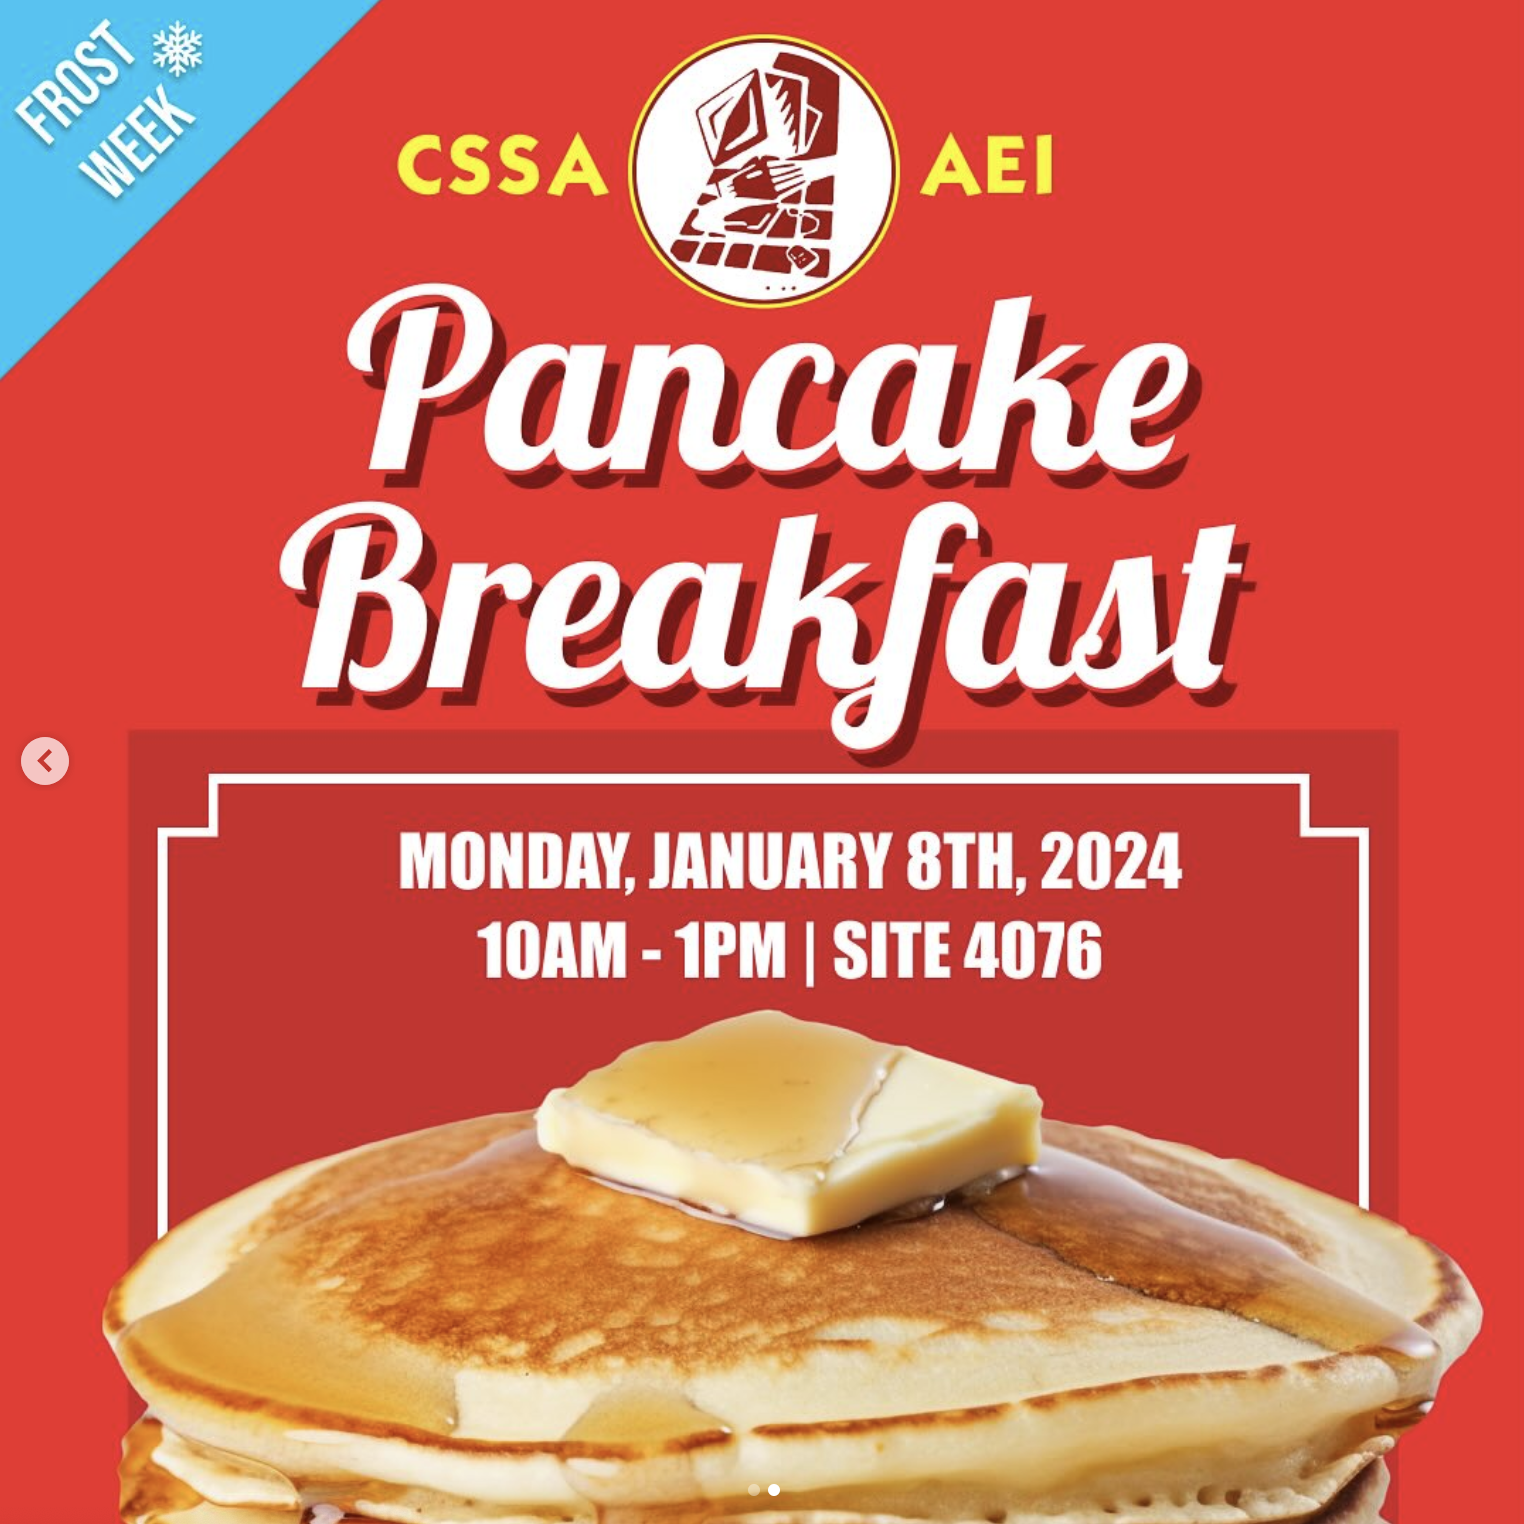 FROST
WEEK
CSSA AEI
Pancake
Breakfast
MONDAY, JANUARY 8TH, 2024
10AM - 1PM | SITE 4076